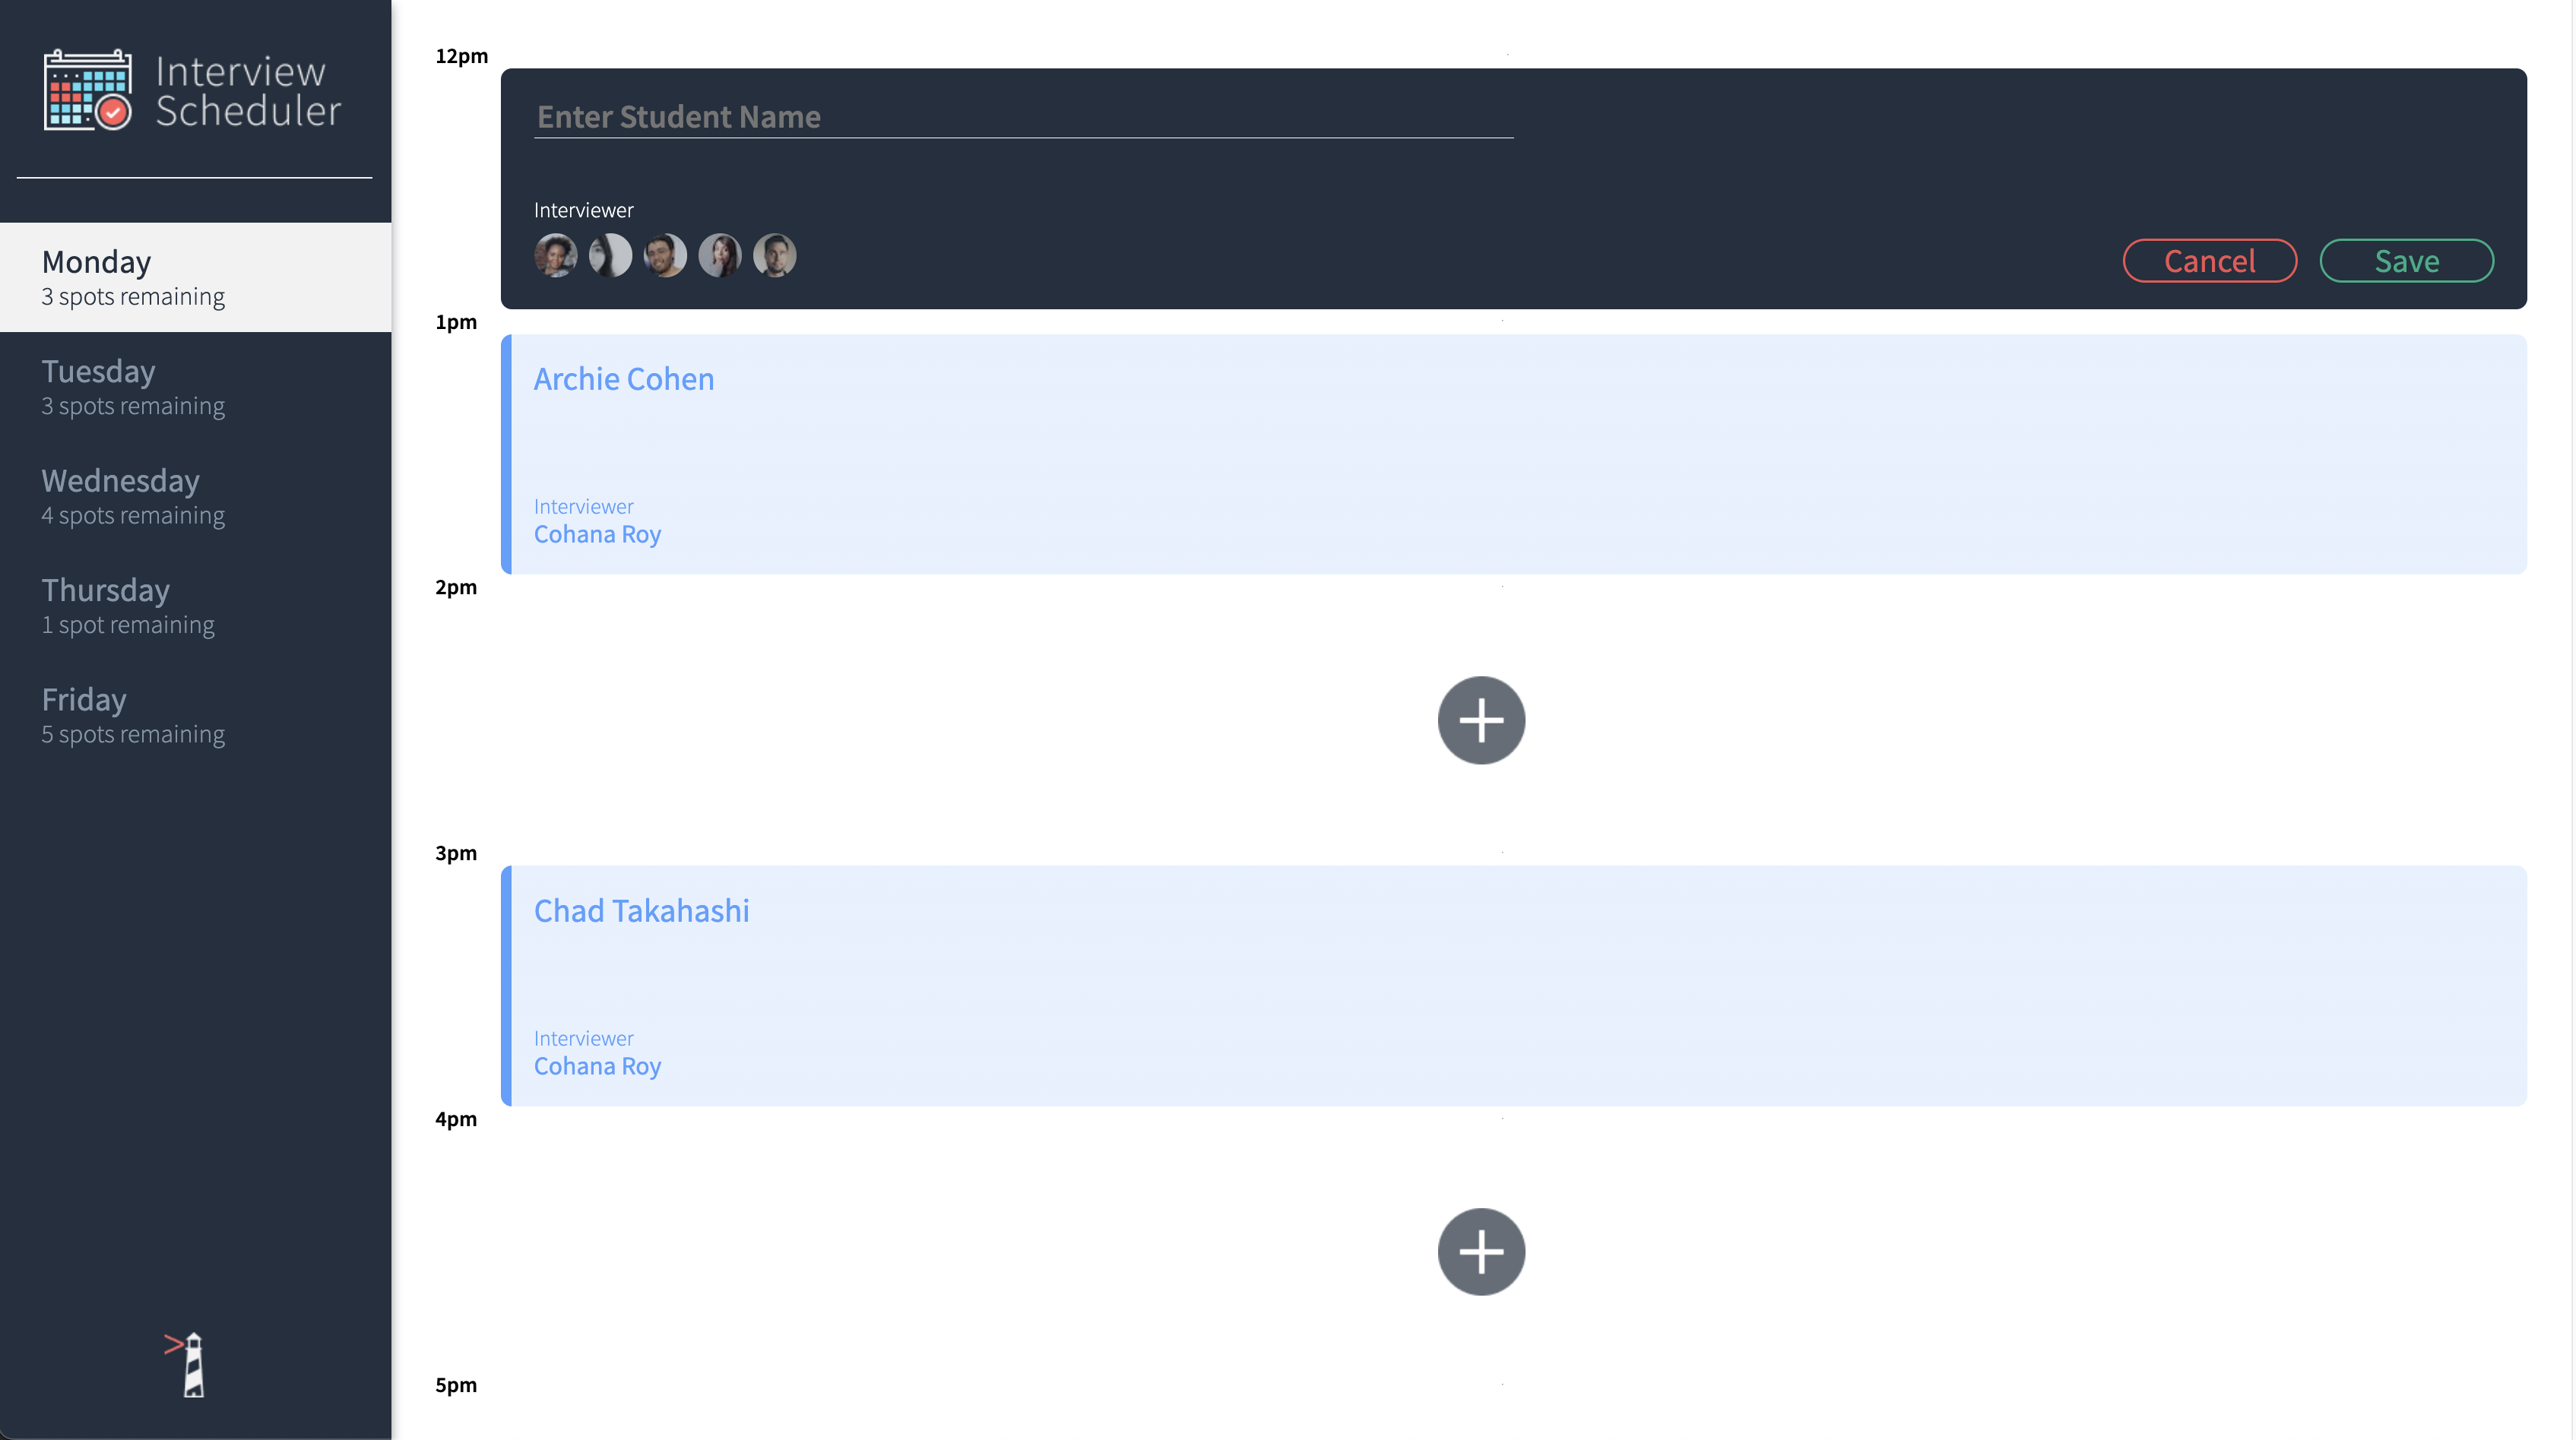 Interview
Scheduler
Monday
3 spots remaining
Tuesday
3 spots remaining
Wednesday
4 spots remaining
Thursday
1 spot remaining
Friday
5 spots remaining
12pm
Enter Student Name
Interviewer
Cancel
Save
1pm
Archie Cohen
Interviewer
Cohana Roy
2pm
3pm
Chad Takahashi
Interviewer
Cohana Roy
4pm
5pm